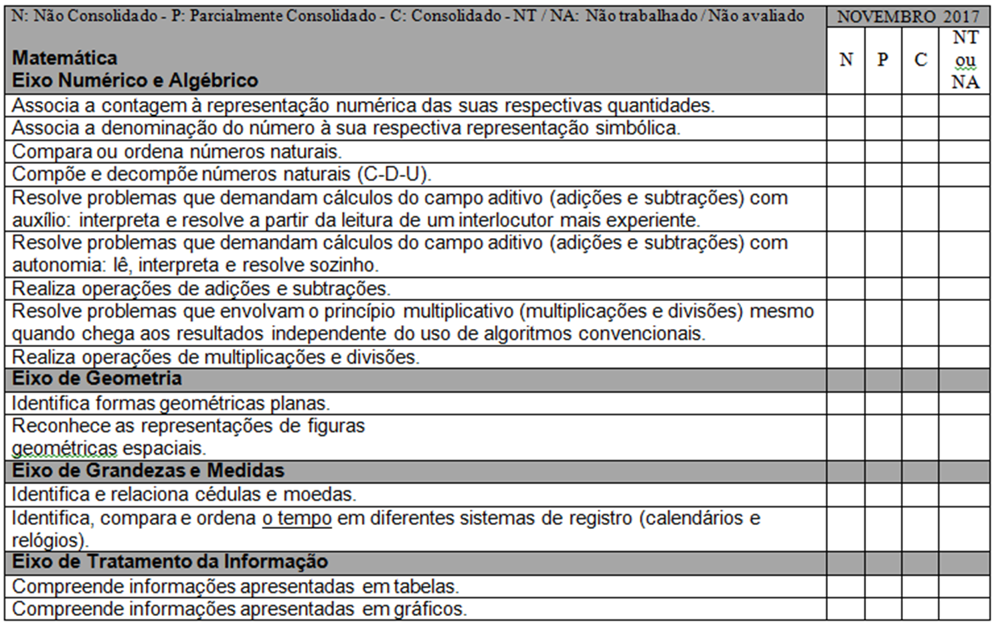 N: Não Consolidado - P: Parcialmente Consolidado - C: Consolidado - NT / NA: Não trabalhado / Não avaliado
NOVEMBRO 2017
Matemática
Eixo Numérico e Algébrico
N
P
C
NT
ou
NA
Associa a contagem à representação numérica das suas respectivas quantidades.
Associa a denominação do número à sua respectiva representação simbólica.
Compara ou ordena números naturais.
Compõe e decompõe números naturais (C-D-U).
Resolve problemas que demandam cálculos do campo aditivo (adições e subtrações) com
auxílio: interpreta e resolve a partir da leitura de um interlocutor mais experiente.
Resolve problemas que demandam cálculos do campo aditivo (adições e subtrações) com
autonomia: lê, interpreta e resolve sozinho.
Realiza operações de adições e subtrações.
Resolve problemas que envolvam o princípio multiplicativo (multiplicações e divisões) mesmo
quando chega aos resultados independente do uso de algoritmos convencionais.
Realiza operações de multiplicações e divisões.
Eixo de Geometria
Identifica formas geométricas planas.
Reconhece as representações de figuras
geométricas espaciais.
Eixo de Grandezas e Medidas
Identifica e relaciona cédulas e moedas.
Identifica, compara e ordena o tempo em diferentes sistemas de registro (calendários e
relógios).
Eixo de Tratamento da Informação
Compreende informações apresentadas em tabelas.
Compreende informações apresentadas em gráficos.